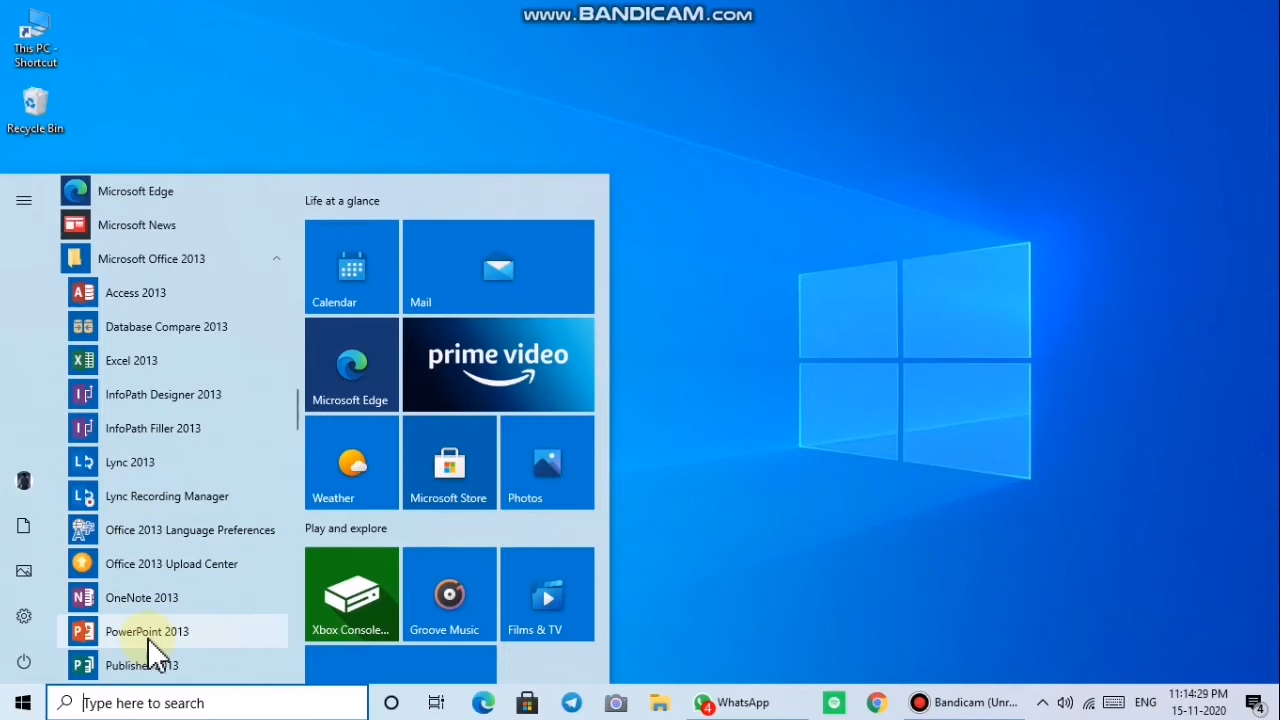 www.BANDICAM.com
This PC -
Shortcut
Recycle Bin
Microsoft Edge
Microsoft News
Microsoft Office 2013
Access 2013
Database Compare 2013
Excel 2013
InfoPath Designer 2013
InfoPath Filler 2013
Lync 2013
Lync Recording Manager
Office 2013 Language Preferences
Office 2013 Upload Center
OneNote 2013
PowerPoint 2013
Life at a glance
Calendar
Mail
Microsoft Edge
prime video
Weather
Microsoft Store
Photos
Play and explore
Xbox Console...
Groove Music
Films & TV
Type here to search
4
WhatsApp
Bandicam (Unr...
ENG
11:14:29 PM
15-11-2020
4